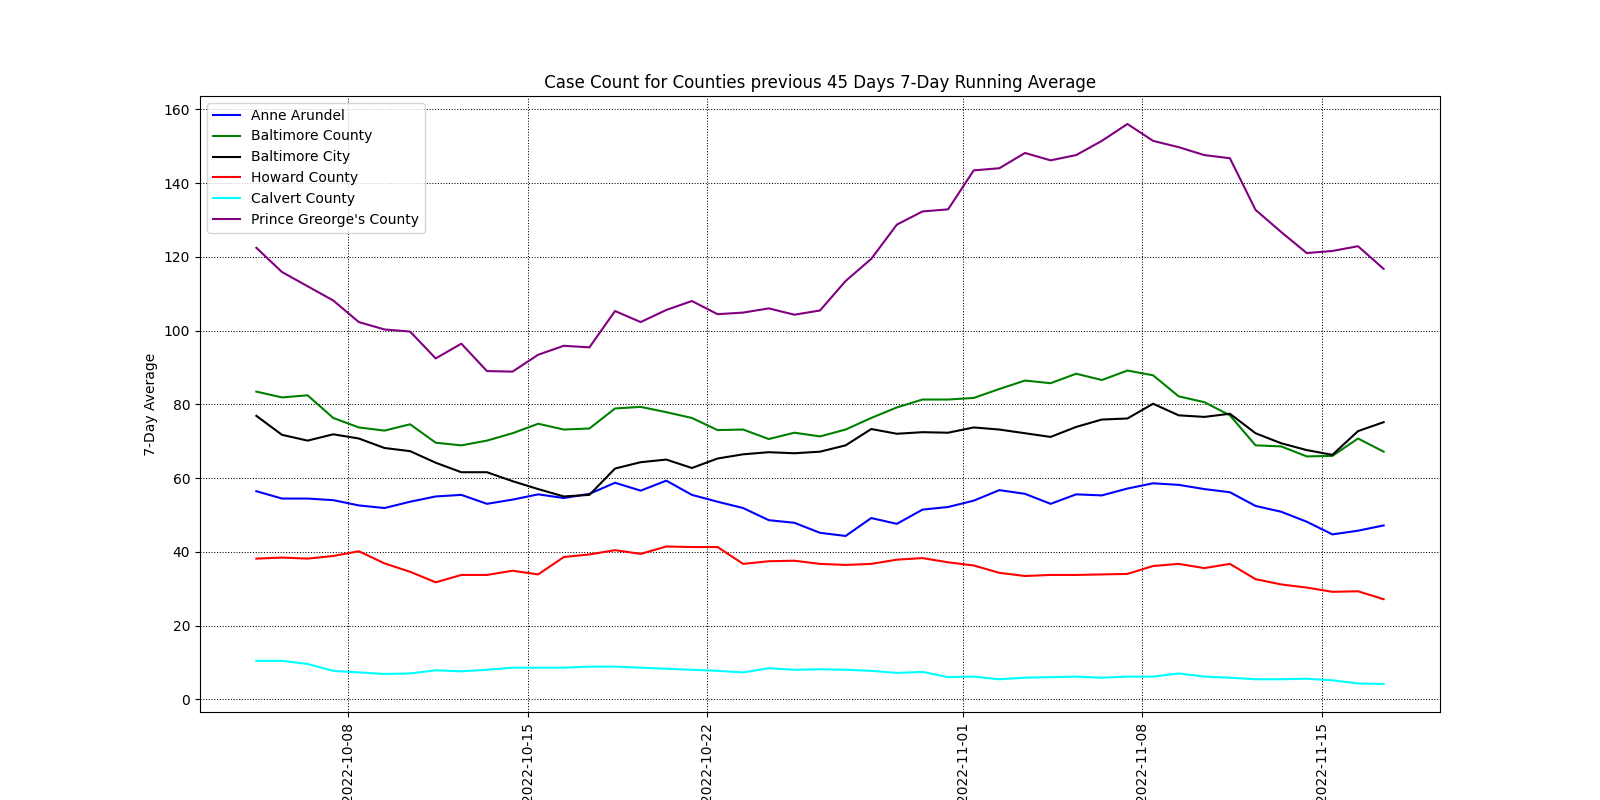 Case Count for Counties previous 45 Days 7-Day Running Average
160
140
120
100
80
60
40
20
0
7-Day Average
Anne Arundel
Baltimore County
Baltimore City
Howard County
Calvert County
Prince Greorge's County
2022-10-08
2022-10-15
2022-10-22
2022-11-01
2022-11-08
2022-11-15